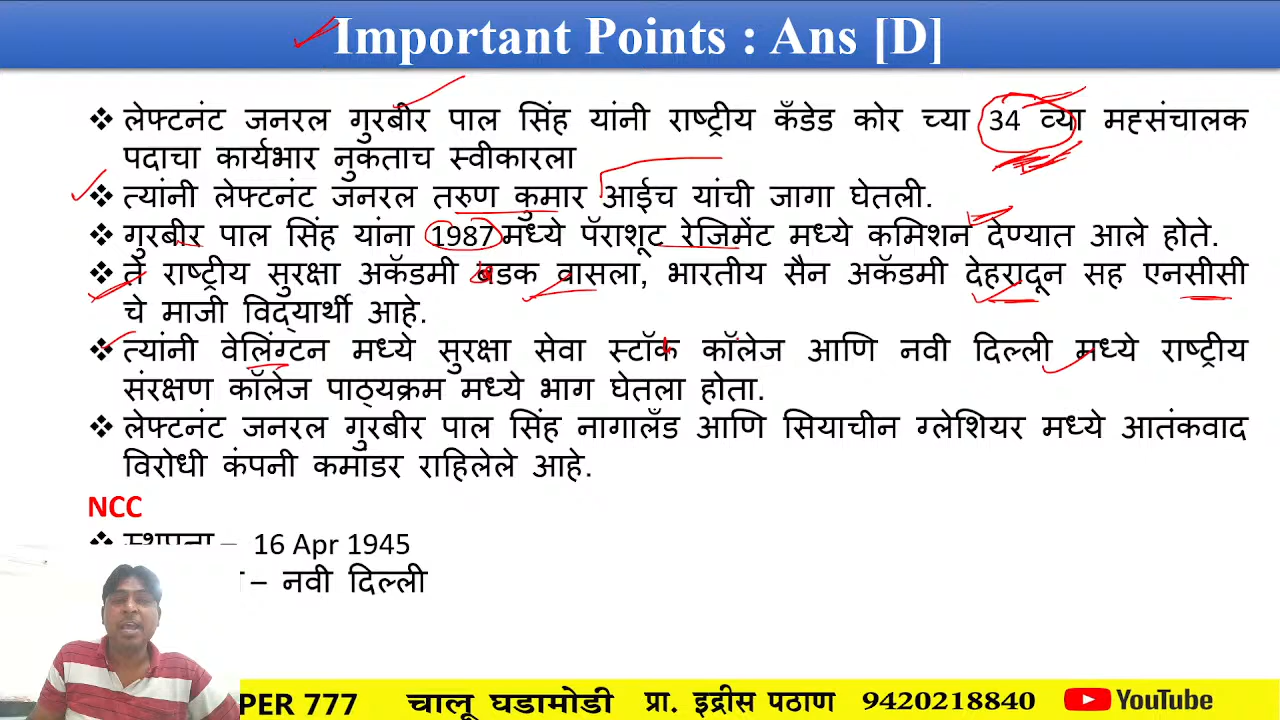 Important Points : Ans [D]
❖ लेफ्टनंट जनरल गुरबीर पाल सिंह यांनी राष्ट्रीय कॅंडेड कोर च्या 34 व्या मह्संचालक
पदाचा कार्यभार नुकताच स्वीकारला
❖ त्यांनी लेफ्टनंट जनरल तरुण कुमार आईच यांची जागा घेतली.
❖ गुरबीर पाल सिंह यांना 1987 मध्ये पॅराशूट रेजिमेंट मध्ये कमिशन देण्यात आले होते.
❖ ते राष्ट्रीय सुरक्षा अकॅडमी वासला, भारतीय सैन अकॅडमी देहरादून सह एनसीसी
चे माजी विद्यार्थी आहे.
❖ त्यांनी वेलिंग्टन मध्ये सुरक्षा सेवा स्टॉक कॉलेज आणि नवी दिल्ली मध्ये राष्ट्रीय
संरक्षण कॉलेज पाठ्यक्रम मध्ये भाग घेतला होता.
❖ लेफ्टनंट जनरल गुरबीर पाल सिंह नागालँड आणि सियाचीन ग्लेशियर मध्ये आतंकवाद
विरोधी कंपनी कमांडर राहिलेले आहे.
NCC
❖ स्थापना – 16 Apr 1945
– नवी दिल्ली
PER 777 चालू घडामोडी प्रा. इद्रीस पठाण 9420218840 YouTube